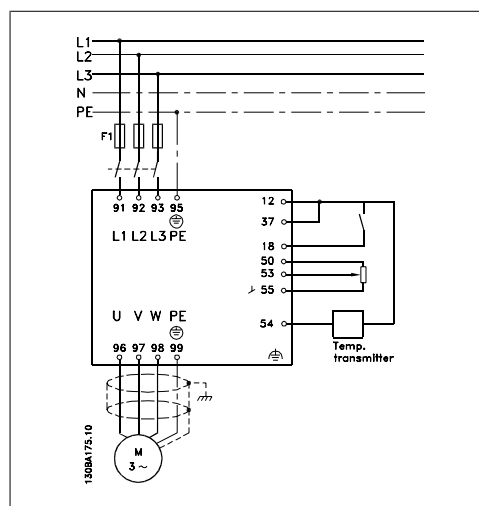 L1
L2
L3
N
PE
F1
91 92 93 95
L1 L2 L3 PE
12
37
18
50
53
55
54
U V W PE
96 97 98 99
Temp.
transmitter
M
3 ~
130BA175.10